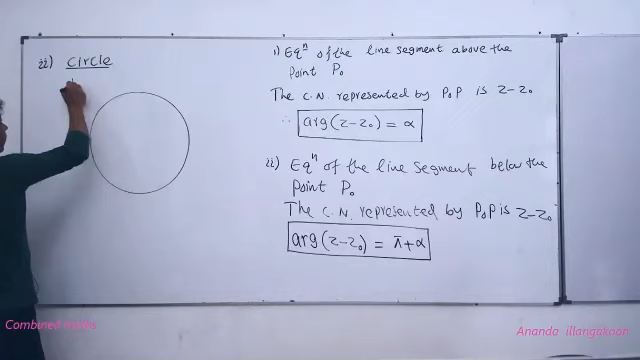 ii) circle
i) Eqⁿ of the line segment above the
Point P₀
The C.N. represented by P₀P is Z-Z₀
∴ arg(Z-Z₀) = α
ii) Eqⁿ of the line segment below the
Point P₀
The C.N. represented by P₀P is Z-Z₀
arg(Z-Z₀) = π+α
Combined maths
Ananda illangakoon